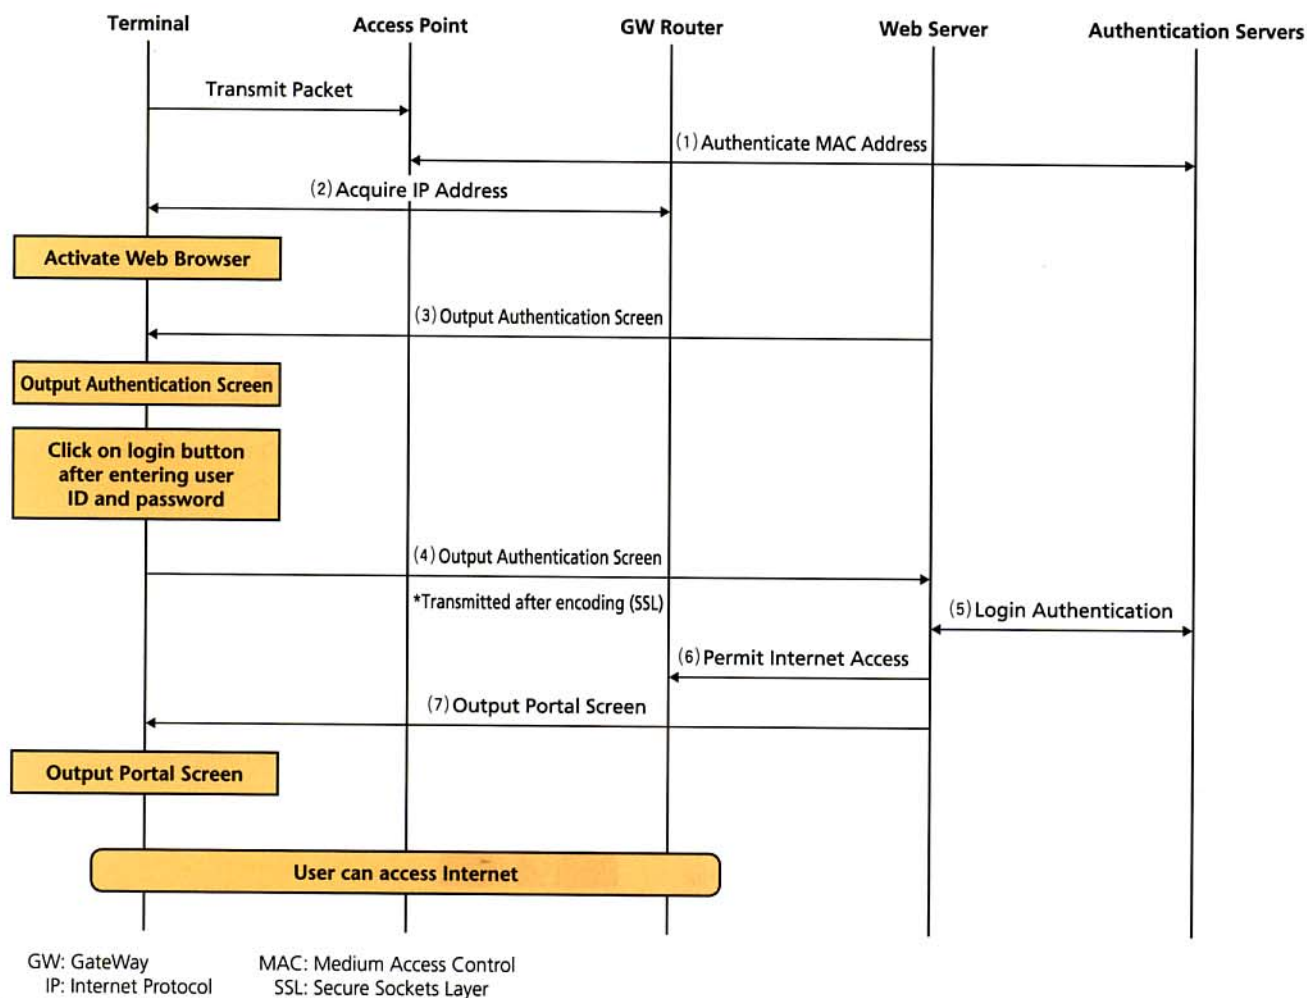 Terminal
Access Point
GW Router
Web Server
Authentication Servers
Transmit Packet
(1) Authenticate MAC Address
(2) Acquire IP Address
Activate Web Browser
(3) Output Authentication Screen
Output Authentication Screen
Click on login button
after entering user
ID and password
(4) Output Authentication Screen
*Transmitted after encoding (SSL)
(5) Login Authentication
(6) Permit Internet Access
(7) Output Portal Screen
Output Portal Screen
User can access Internet
GW: GateWay
MAC: Medium Access Control
IP: Internet Protocol
SSL: Secure Sockets Layer